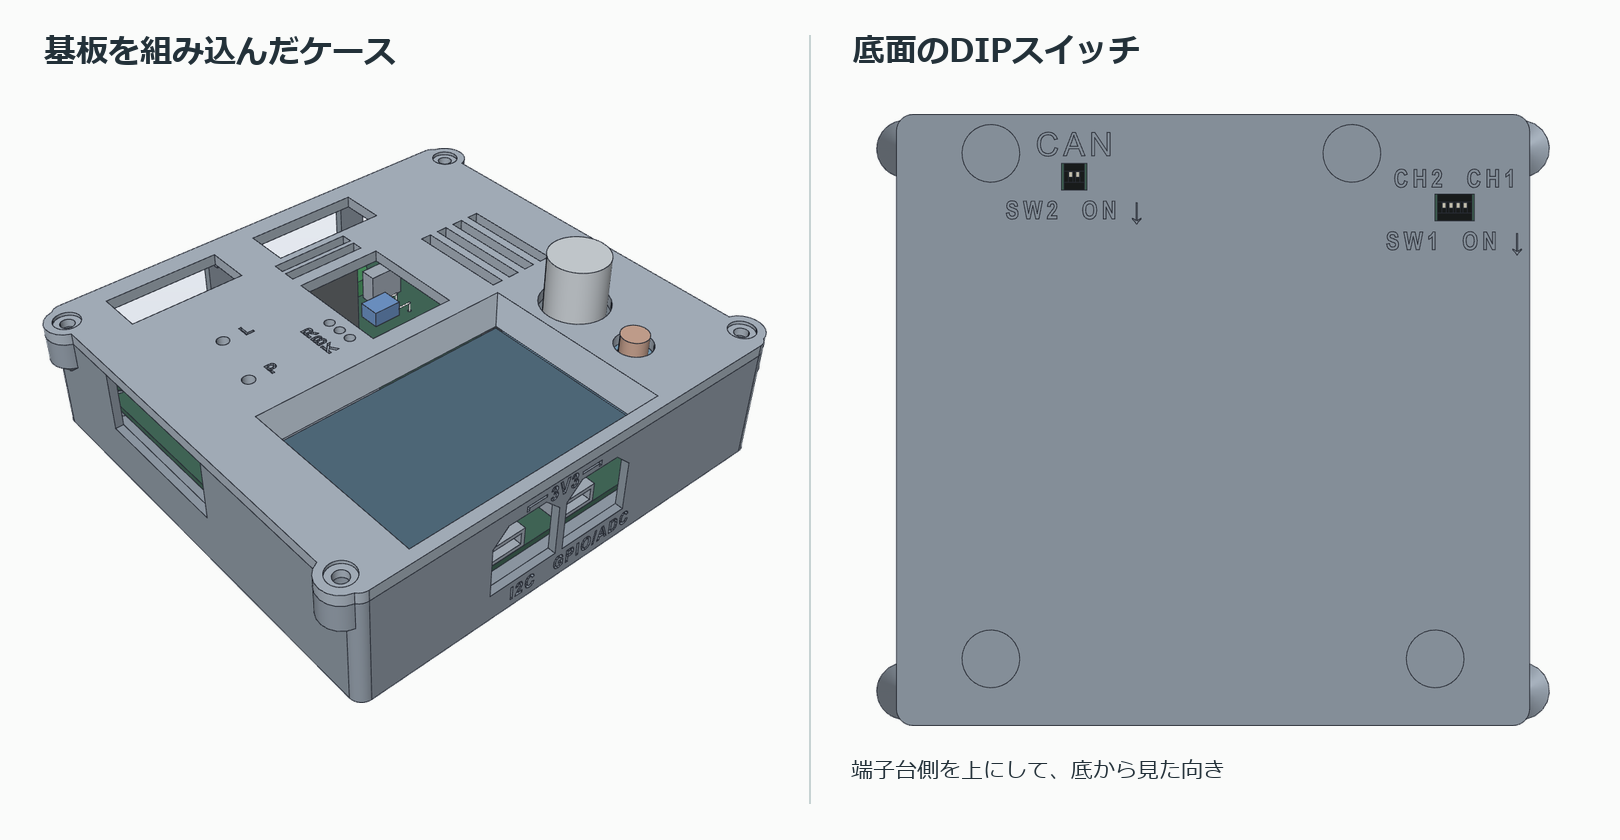 基板を組み込んだケース
底面のDIPスイッチ
CAN
SW2 ON ↓
CH2 CH1
SW1 ON ↓
3V3
I2C
GPIO/ADC
端子台側を上にして、底から見た向き